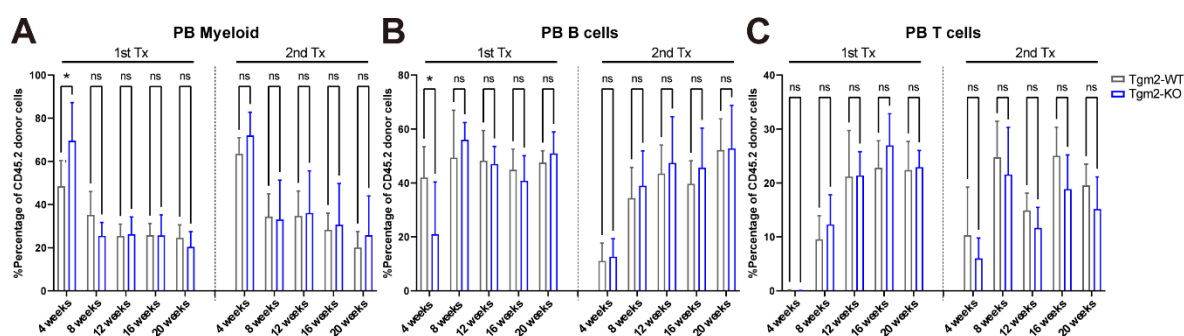 A
PB Myeloid
1st Tx
2nd Tx
* ns ns ns ns ns ns ns ns ns
%Percentage of CD45.2 donor cells
100
80
60
40
20
0
4 weeks
8 weeks
12 weeks
16 weeks
20 weeks
4 weeks
8 weeks
12 weeks
16 weeks
20 weeks
B
PB B cells
1st Tx
2nd Tx
* ns ns ns ns ns ns ns ns ns
%Percentage of CD45.2 donor cells
80
60
40
20
0
4 weeks
8 weeks
12 weeks
16 weeks
20 weeks
4 weeks
8 weeks
12 weeks
16 weeks
20 weeks
C
PB T cells
1st Tx
2nd Tx
ns ns ns ns ns ns ns ns ns ns
%Percentage of CD45.2 donor cells
40
30
20
10
0
4 weeks
8 weeks
12 weeks
16 weeks
20 weeks
4 weeks
8 weeks
12 weeks
16 weeks
20 weeks
Tgm2-WT
Tgm2-KO